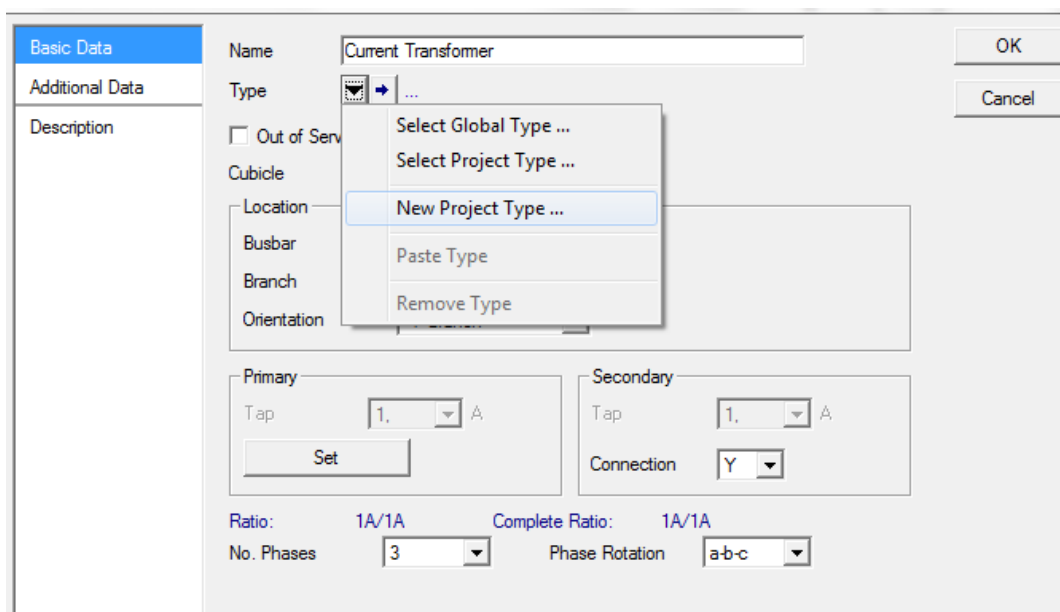 Basic Data
Additional Data
Description
Name Current Transformer
Type ...
Out of Serv
Cubicle
Select Global Type ...
Select Project Type ...
New Project Type ...
Paste Type
Remove Type
Location
Busbar
Branch
Orientation
Primary
Tap 1, A
Set
Secondary
Tap 1, A
Connection Y
Ratio: 1A/1A Complete Ratio: 1A/1A
No. Phases 3 Phase Rotation a-b-c
OK
Cancel